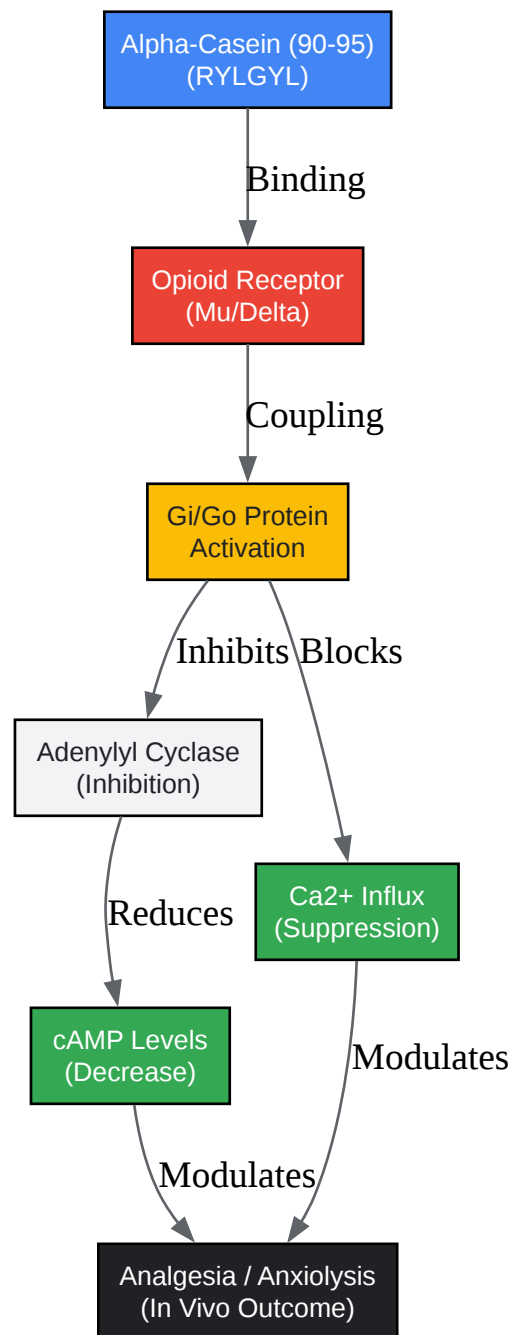 Alpha-Casein (90-95)
(RYLGYL)
Binding
Opioid Receptor
(Mu/Delta)
Coupling
Gi/Go Protein
Activation
Inhibits
Blocks
Adenylyl Cyclase
(Inhibition)
Reduces
Ca2+ Influx
(Suppression)
cAMP Levels
(Decrease)
Modulates
Modulates
Analgesia / Anxiolysis
(In Vivo Outcome)